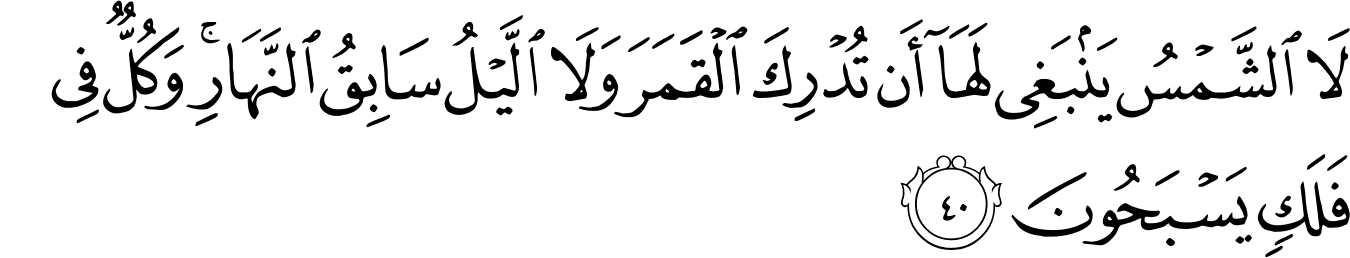 لَا ٱلشَّمْسُ يَنۢبَغِى لَهَآ أَن تُدْرِكَ ٱلْقَمَرَ وَلَا ٱلَّيْلُ سَابِقُ ٱلنَّهَارِ ۚ وَكُلٌّ فِى
فَلَكٍ يَسْبَحُونَ ٤٠